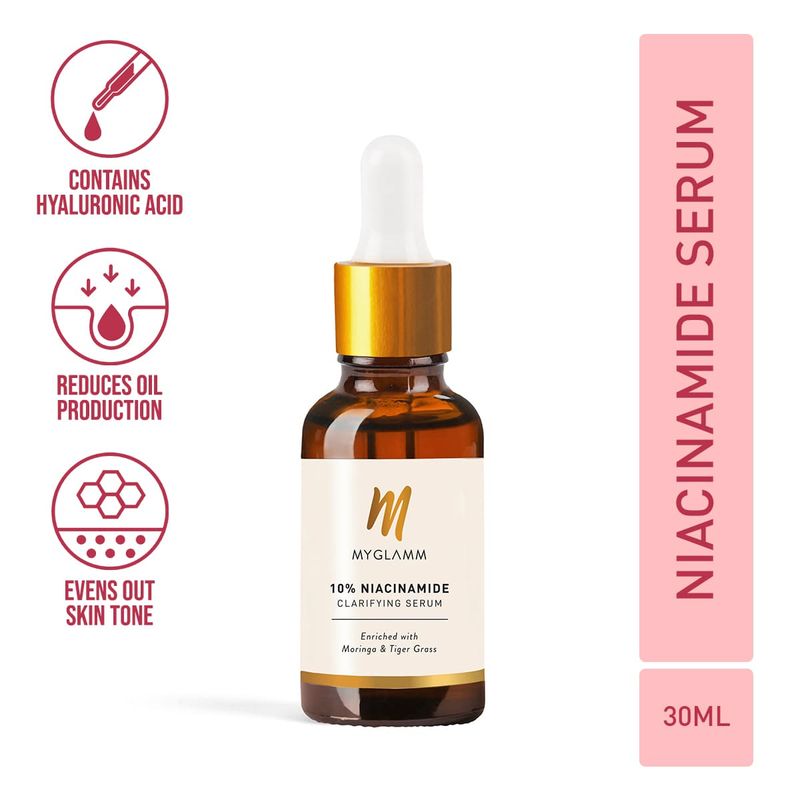 CONTAINS
HYALURONIC ACID
REDUCES OIL
PRODUCTION
EVENS OUT
SKIN TONE
M
MYGLAMM
10% NIACINAMIDE
CLARIFYING SERUM
Enriched with
Moringa & Tiger Grass
NIACINAMIDE SERUM
30ML